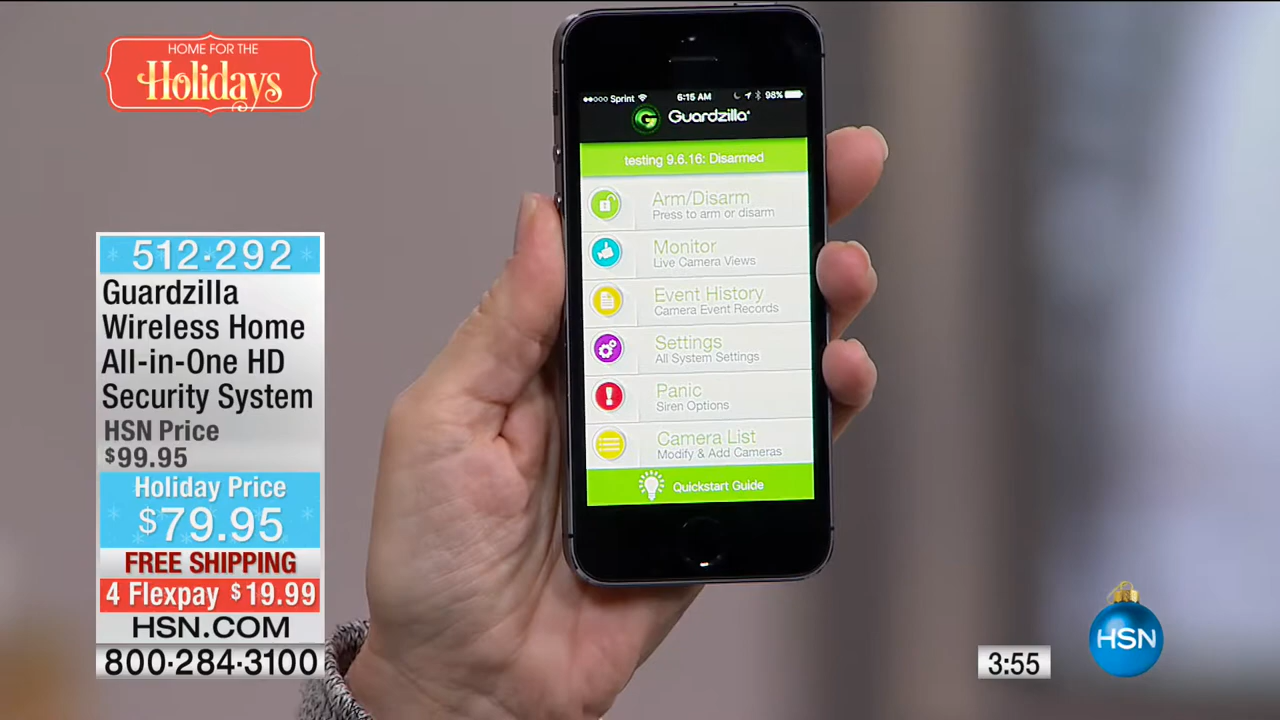 HOME FOR THE
Holidays
512·292
Guardzilla
Wireless Home
All-in-One HD
Security System
HSN Price
$99.95
Holiday Price
$79.95
FREE SHIPPING
4 Flexpay $19.99
HSN.COM
800·284·3100
Sprint 6:15 AM 98%
G Guardzilla
testing 9.6.16: Disarmed
Arm/Disarm
Press to arm or disarm
Monitor
Live Camera Views
Event History
Camera Event Records
Settings
All System Settings
Panic
Siren Options
Camera List
Modify & Add Cameras
Quickstart Guide
3:55
HSN